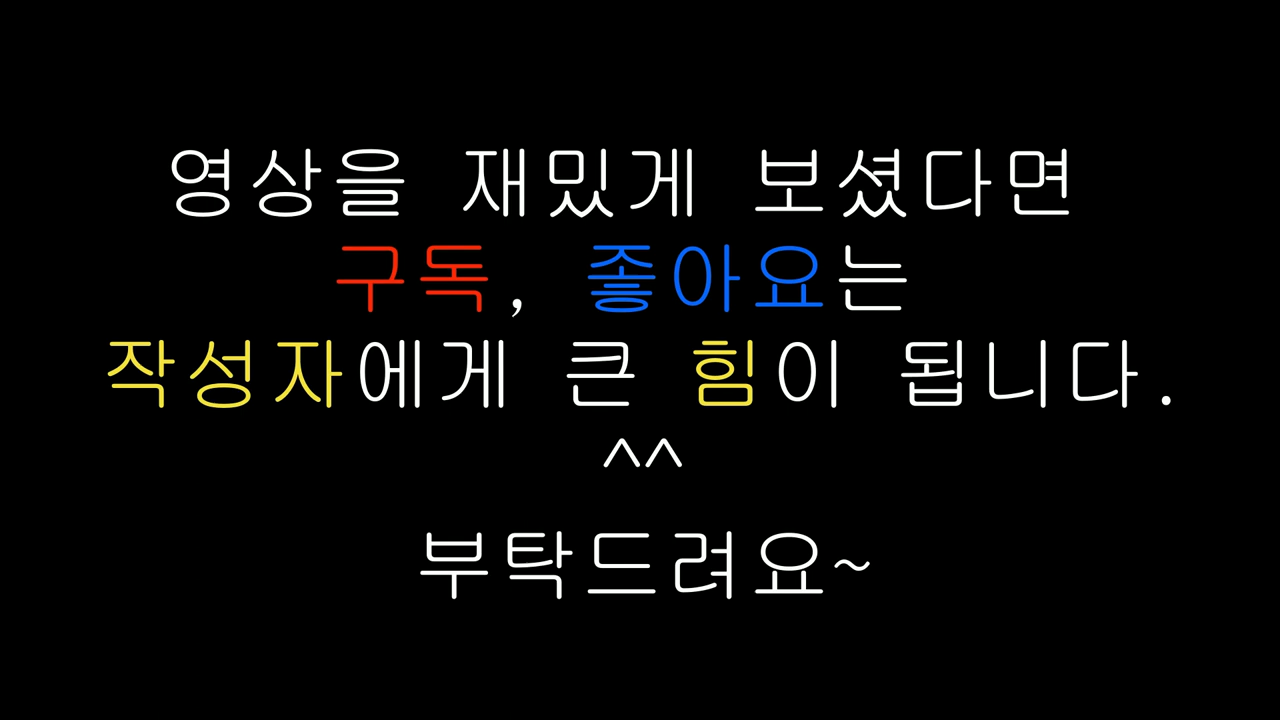 영상을 재밌게 보셨다면
구독, 좋아요는
작성자에게 큰 힘이 됩니다.
^^
부탁드려요~